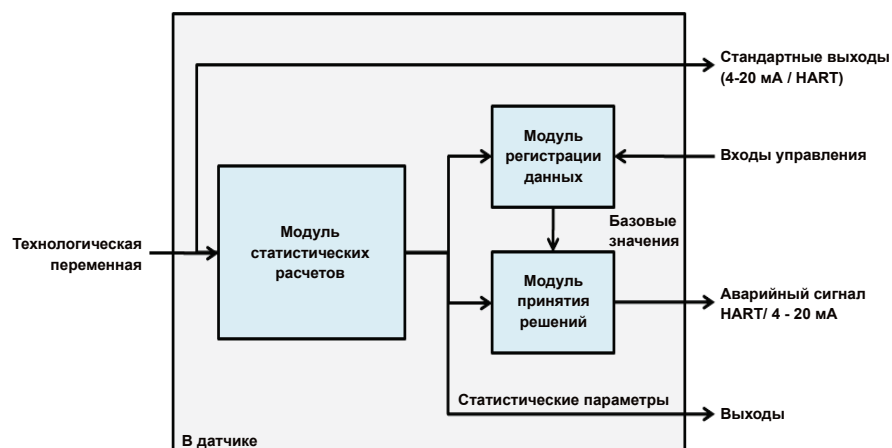 Стандартные выходы
(4-20 мА / HART)
Модуль
регистрации
данных
Входы управления
Технологическая
переменная
Модуль
статистических
расчетов
Базовые
значения
Модуль
принятия
решений
Аварийный сигнал
HART/ 4 - 20 мА
Статистические параметры
Выходы
В датчике